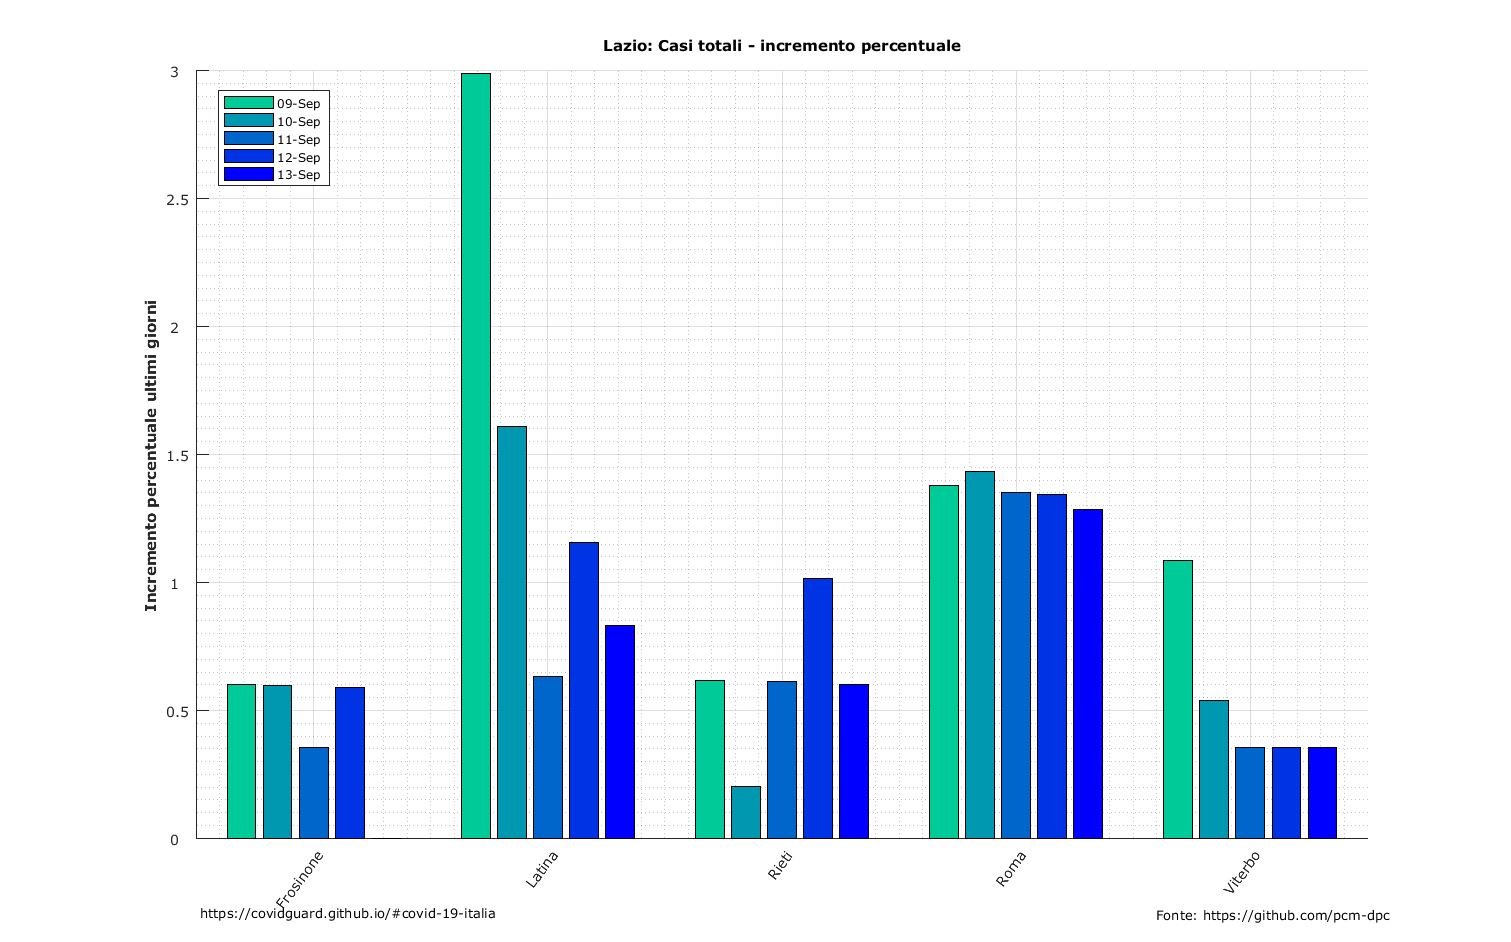 Lazio: Casi totali - incremento percentuale
3
2.5
2
1.5
1
0.5
0
Incremento percentuale ultimi giorni
09-Sep
10-Sep
11-Sep
12-Sep
13-Sep
Frosinone
Latina
Rieti
Roma
Viterbo
https://covidguard.github.io/#covid-19-italia
Fonte: https://github.com/pcm-dpc